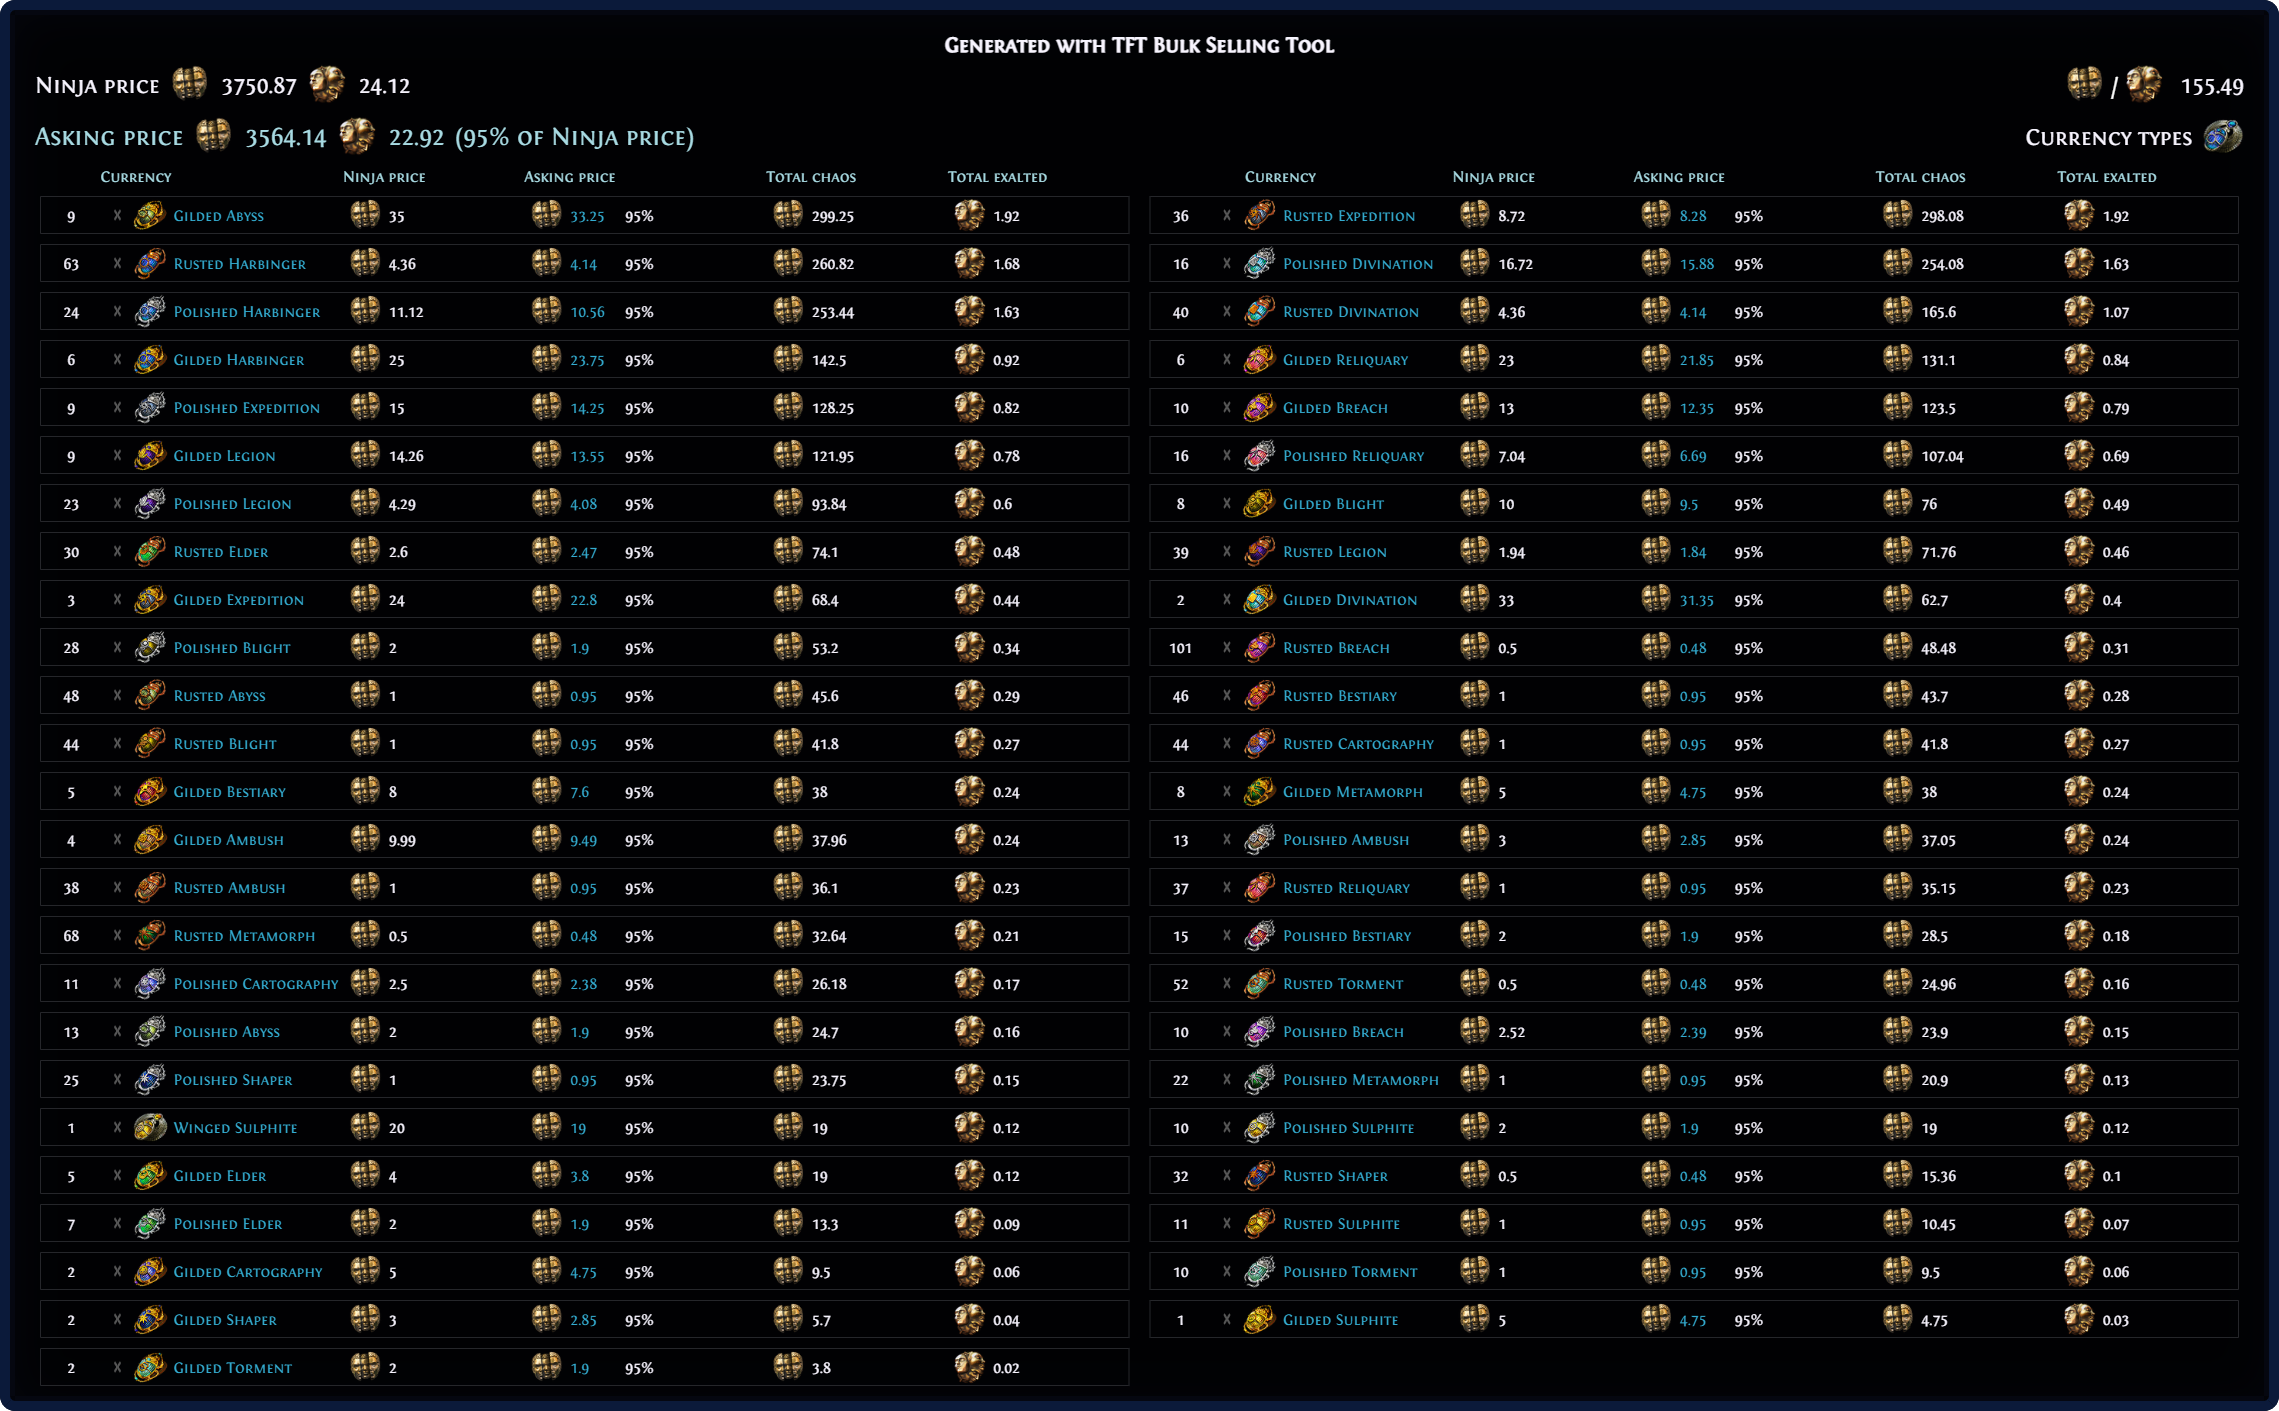 Generated with TFT Bulk Selling Tool
Ninja price 3750.87 24.12 / 155.49
Asking price 3564.14 22.92 (95% of Ninja price) Currency types
Currency Ninja price Asking price Total chaos Total exalted Currency Ninja price Asking price Total chaos Total exalted
9 x Gilded Abyss 35 33.25 95% 299.25 1.92 36 x Rusted Expedition 8.72 8.28 95% 298.08 1.92
63 x Rusted Harbinger 4.36 4.14 95% 260.82 1.68 16 x Polished Divination 16.72 15.88 95% 254.08 1.63
24 x Polished Harbinger 11.12 10.56 95% 253.44 1.63 40 x Rusted Divination 4.36 4.14 95% 165.6 1.07
6 x Gilded Harbinger 25 23.75 95% 142.5 0.92 6 x Gilded Reliquary 23 21.85 95% 131.1 0.84
9 x Polished Expedition 15 14.25 95% 128.25 0.82 10 x Gilded Breach 13 12.35 95% 123.5 0.79
9 x Gilded Legion 14.26 13.55 95% 121.95 0.78 16 x Polished Reliquary 7.04 6.69 95% 107.04 0.69
23 x Polished Legion 4.29 4.08 95% 93.84 0.6 8 x Gilded Blight 10 9.5 95% 76 0.49
30 x Rusted Elder 2.6 2.47 95% 74.1 0.48 39 x Rusted Legion 1.94 1.84 95% 71.76 0.46
3 x Gilded Expedition 24 22.8 95% 68.4 0.44 2 x Gilded Divination 33 31.35 95% 62.7 0.4
28 x Polished Blight 2 1.9 95% 53.2 0.34 101 x Rusted Breach 0.5 0.48 95% 48.48 0.31
48 x Rusted Abyss 1 0.95 95% 45.6 0.29 46 x Rusted Bestiary 1 0.95 95% 43.7 0.28
44 x Rusted Blight 1 0.95 95% 41.8 0.27 44 x Rusted Cartography 1 0.95 95% 41.8 0.27
5 x Gilded Bestiary 8 7.6 95% 38 0.24 8 x Gilded Metamorph 5 4.75 95% 38 0.24
4 x Gilded Ambush 9.99 9.49 95% 37.96 0.24 13 x Polished Ambush 3 2.85 95% 37.05 0.24
38 x Rusted Ambush 1 0.95 95% 36.1 0.23 37 x Rusted Reliquary 1 0.95 95% 35.15 0.23
68 x Rusted Metamorph 0.5 0.48 95% 32.64 0.21 15 x Polished Bestiary 2 1.9 95% 28.5 0.18
11 x Polished Cartography 2.5 2.38 95% 26.18 0.17 52 x Rusted Torment 0.5 0.48 95% 24.96 0.16
13 x Polished Abyss 2 1.9 95% 24.7 0.16 10 x Polished Breach 2.52 2.39 95% 23.9 0.15
25 x Polished Shaper 1 0.95 95% 23.75 0.15 22 x Polished Metamorph 1 0.95 95% 20.9 0.13
1 x Winged Sulphite 20 19 95% 19 0.12 10 x Polished Sulphite 2 1.9 95% 19 0.12
5 x Gilded Elder 4 3.8 95% 19 0.12 32 x Rusted Shaper 0.5 0.48 95% 15.36 0.1
7 x Polished Elder 2 1.9 95% 13.3 0.09 11 x Rusted Sulphite 1 0.95 95% 10.45 0.07
2 x Gilded Cartography 5 4.75 95% 9.5 0.06 10 x Polished Torment 1 0.95 95% 9.5 0.06
2 x Gilded Shaper 3 2.85 95% 5.7 0.04 1 x Gilded Sulphite 5 4.75 95% 4.75 0.03
2 x Gilded Torment 2 1.9 95% 3.8 0.02